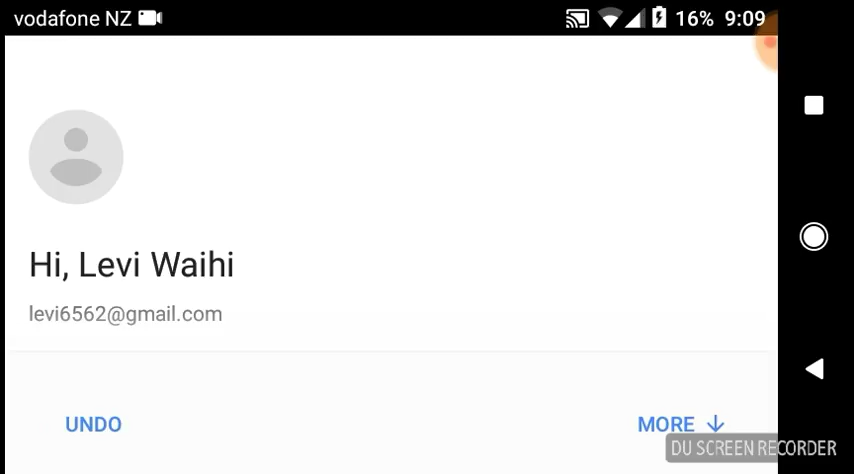 vodafone NZ 16% 9:09
Hi, Levi Waihi
levi6562@gmail.com
UNDO MORE
DU SCREEN RECORDER